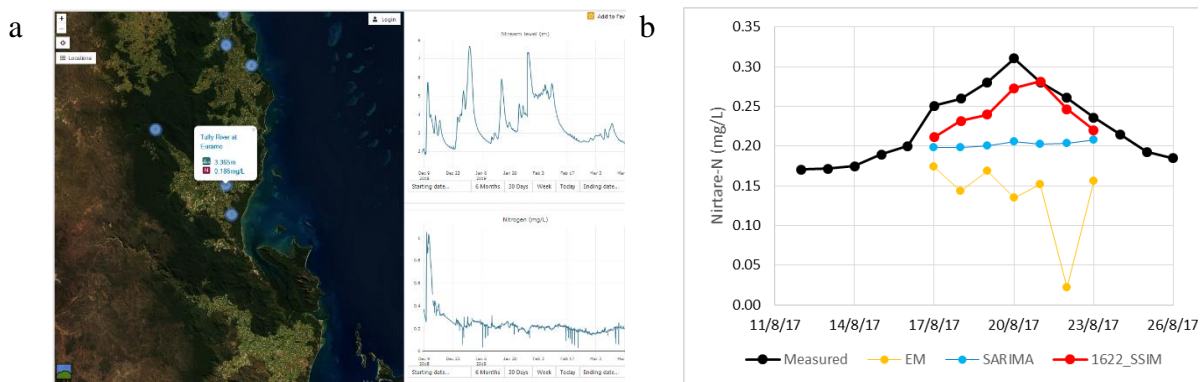 a
+
Login
Locations
Tully River at
Euramo
3.365m
0.186mg/L
Add to Fav
Stream level (m)
Starting date... 6 Months 30 Days Week Today Ending date...
Nitrogen (mg/L)
Starting date... 6 Months 30 Days Week Today Ending date...
b
Nirtare-N (mg/L)
0.35
0.30
0.25
0.20
0.15
0.10
0.05
0.00
11/8/17 14/8/17 17/8/17 20/8/17 23/8/17 26/8/17
Measured EM SARIMA 1622_SSIM